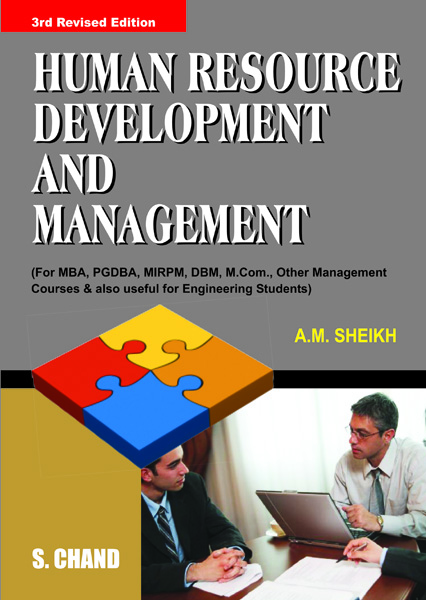 3rd Revised Edition
HUMAN RESOURCE
DEVELOPMENT
AND
MANAGEMENT
(For MBA, PGDBA, MIRPM, DBM, M.Com., Other Management
Courses & also useful for Engineering Students)
A.M. SHEIKH
S. CHAND